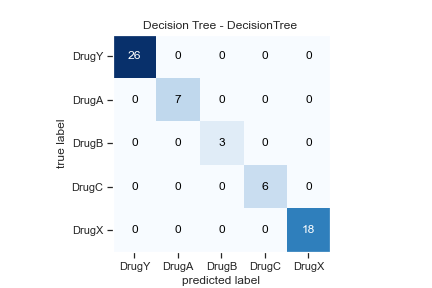 Decision Tree - DecisionTree
true label
DrugY 26 0 0 0 0
DrugA 0 7 0 0 0
DrugB 0 0 3 0 0
DrugC 0 0 0 6 0
DrugX 0 0 0 0 18
DrugY DrugA DrugB DrugC DrugX
predicted label